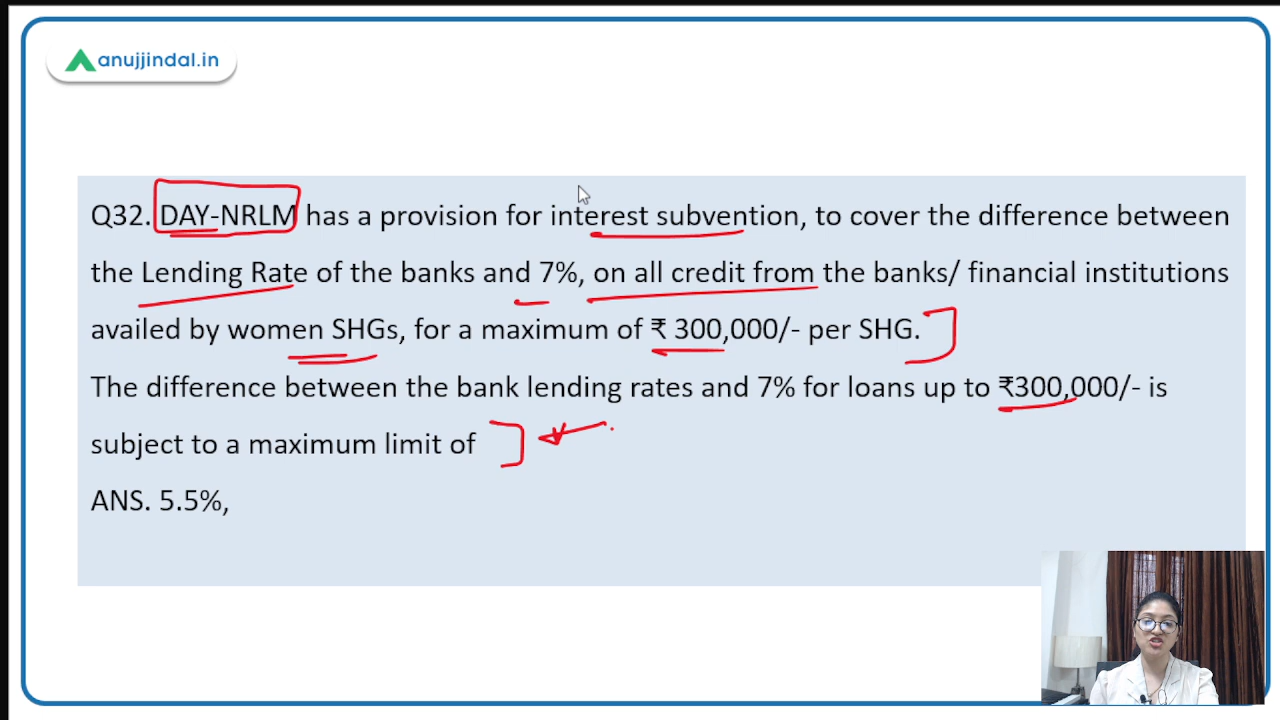 anujjindal.in
Q32. DAY-NRLM has a provision for interest subvention, to cover the difference between
the Lending Rate of the banks and 7%, on all credit from the banks/ financial institutions
availed by women SHGs, for a maximum of ₹ 300,000/- per SHG.
The difference between the bank lending rates and 7% for loans up to ₹300,000/- is
subject to a maximum limit of
ANS. 5.5%,